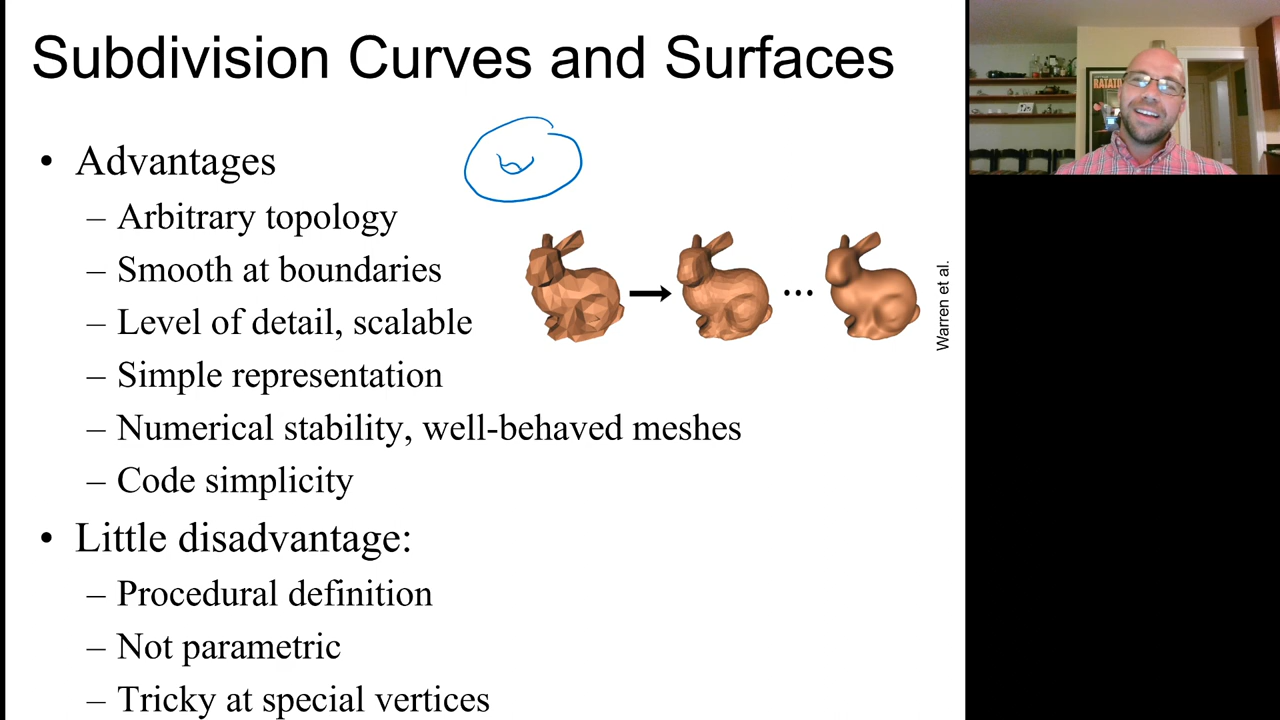 Subdivision Curves and Surfaces
• Advantages
– Arbitrary topology
– Smooth at boundaries
– Level of detail, scalable
– Simple representation
– Numerical stability, well-behaved meshes
– Code simplicity
• Little disadvantage:
– Procedural definition
– Not parametric
– Tricky at special vertices
...
Warren et al.